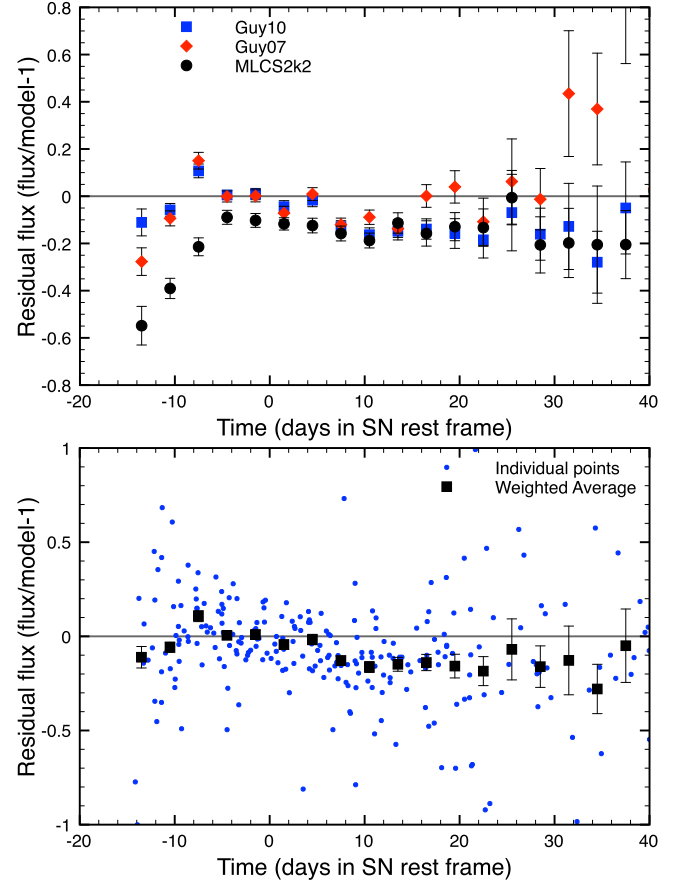 0.8
Guy10
Guy07
MLCS2k2
0.6
0.4
0.2
0
-0.2
-0.4
-0.6
-0.8
Residual flux (flux/model-1)
-20 -10 0 10 20 30 40
Time (days in SN rest frame)
1
Individual points
Weighted Average
0.5
0
-0.5
-1
Residual flux (flux/model-1)
-20 -10 0 10 20 30 40
Time (days in SN rest frame)